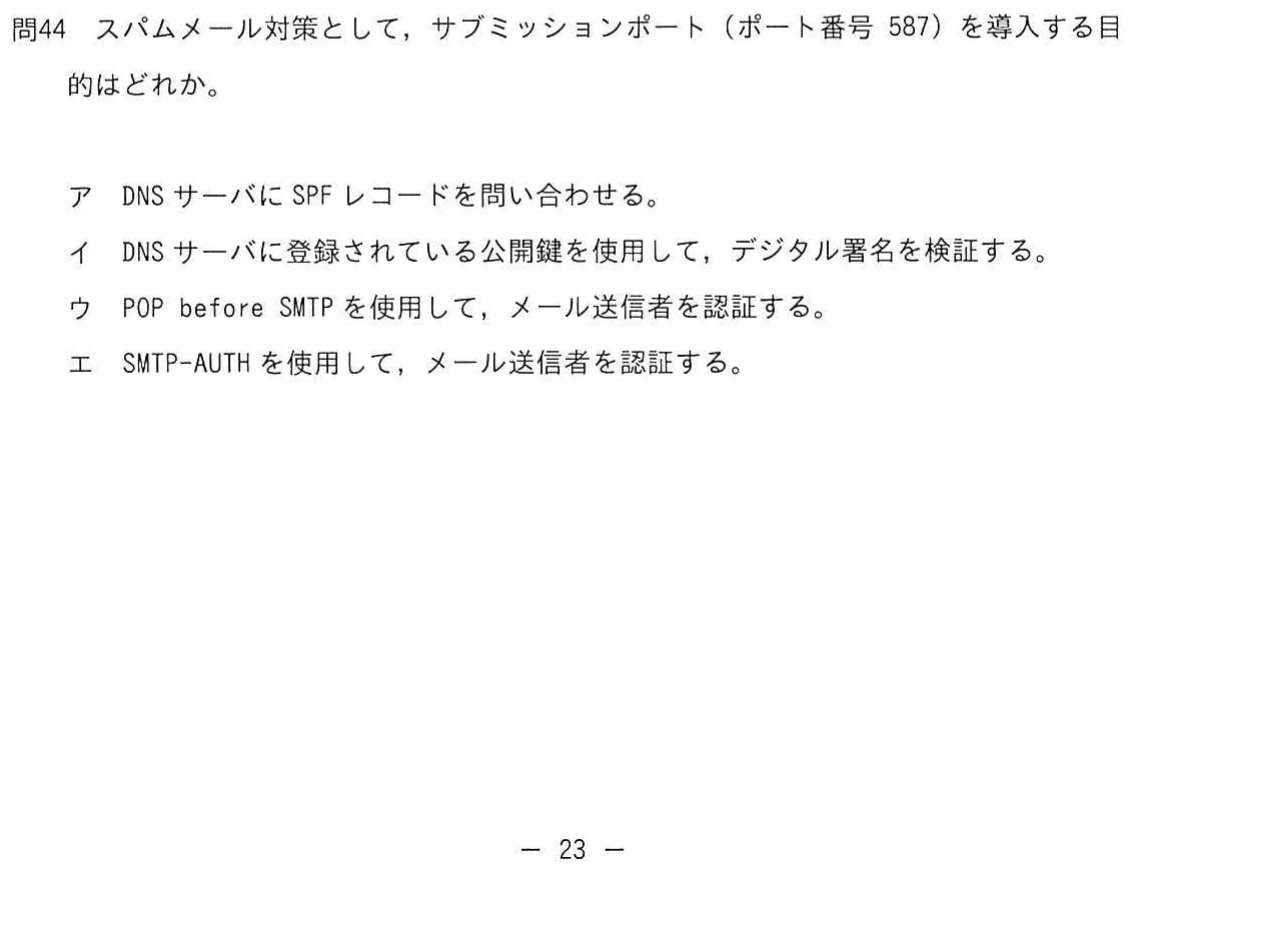 問44　スパムメール対策として，サブミッションポート（ポート番号 587）を導入する目
的はどれか。
ア　DNS サーバに SPF レコードを問い合わせる。
イ　DNS サーバに登録されている公開鍵を使用して，デジタル署名を検証する。
ウ　POP before SMTP を使用して，メール送信者を認証する。
エ　SMTP-AUTH を使用して，メール送信者を認証する。
— 23 —